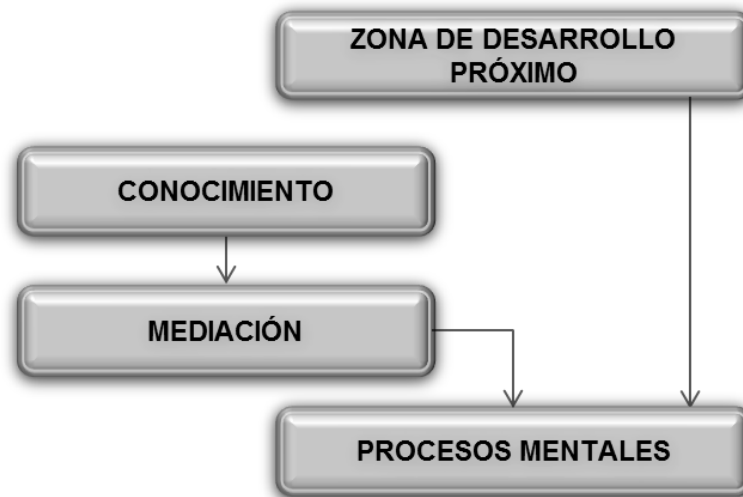 ZONA DE DESARROLLO
PRÓXIMO
CONOCIMIENTO
MEDIACIÓN
PROCESOS MENTALES